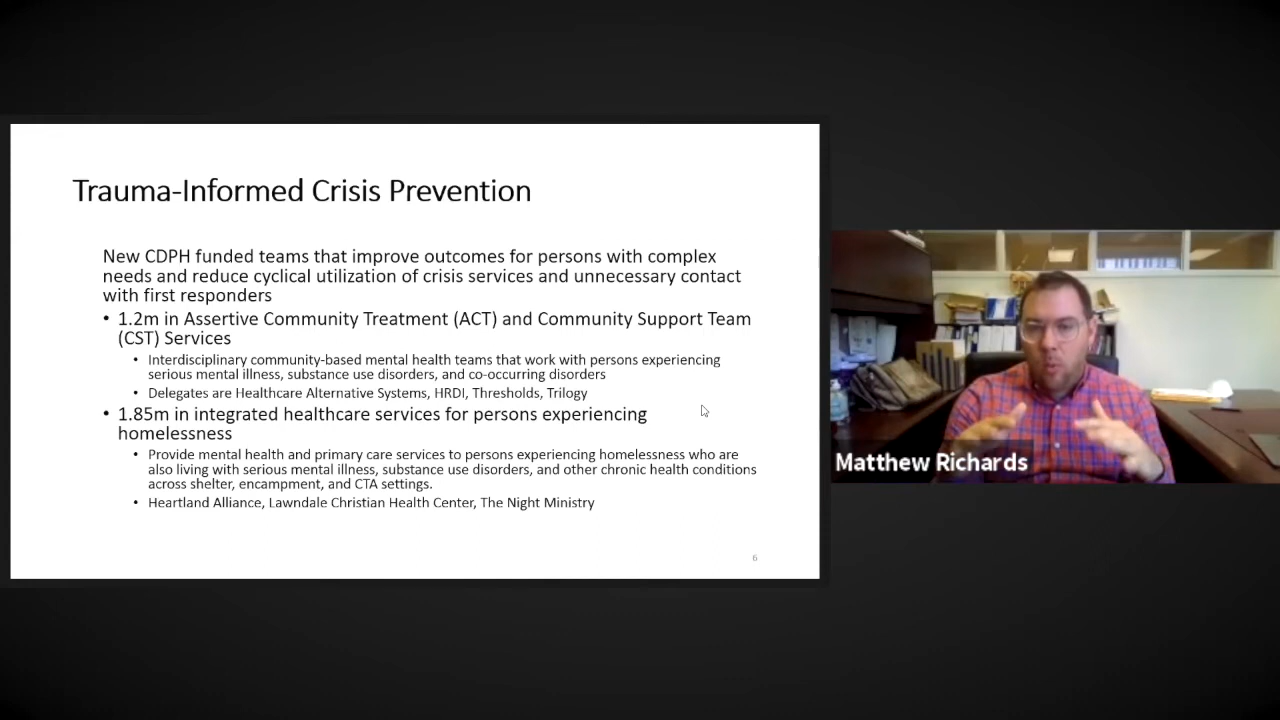 Trauma-Informed Crisis Prevention
New CDPH funded teams that improve outcomes for persons with complex
needs and reduce cyclical utilization of crisis services and unnecessary contact
with first responders
• 1.2m in Assertive Community Treatment (ACT) and Community Support Team
(CST) Services
• Interdisciplinary community-based mental health teams that work with persons experiencing
serious mental illness, substance use disorders, and co-occurring disorders
• Delegates are Healthcare Alternative Systems, HRDI, Thresholds, Trilogy
• 1.85m in integrated healthcare services for persons experiencing
homelessness
• Provide mental health and primary care services to persons experiencing homelessness who are
also living with serious mental illness, substance use disorders, and other chronic health conditions
across shelter, encampment, and CTA settings.
• Heartland Alliance, Lawndale Christian Health Center, The Night Ministry
6
Matthew Richards